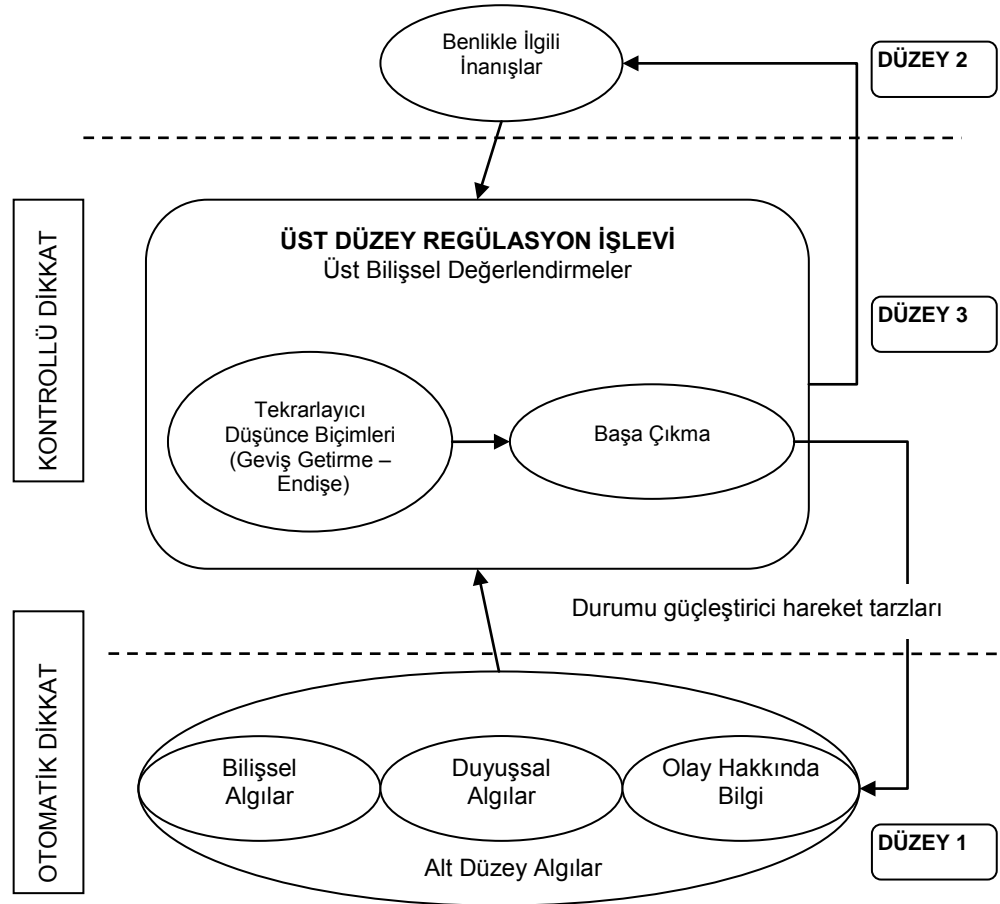 Benlikle İlgili
İnanışlar
DÜZEY 2
KONTROLLÜ DİKKAT
ÜST DÜZEY REGÜLASYON İŞLEVİ
Üst Bilişsel Değerlendirmeler
DÜZEY 3
Tekrarlayıcı
Düşünce Biçimleri
(Geviş Getirme –
Endişe)
Başa Çıkma
Durumu güçleştirici hareket tarzları
OTOMATİK DİKKAT
Bilişsel
Algılar
Duyuşsal
Algılar
Olay Hakkında
Bilgi
Alt Düzey Algılar
DÜZEY 1